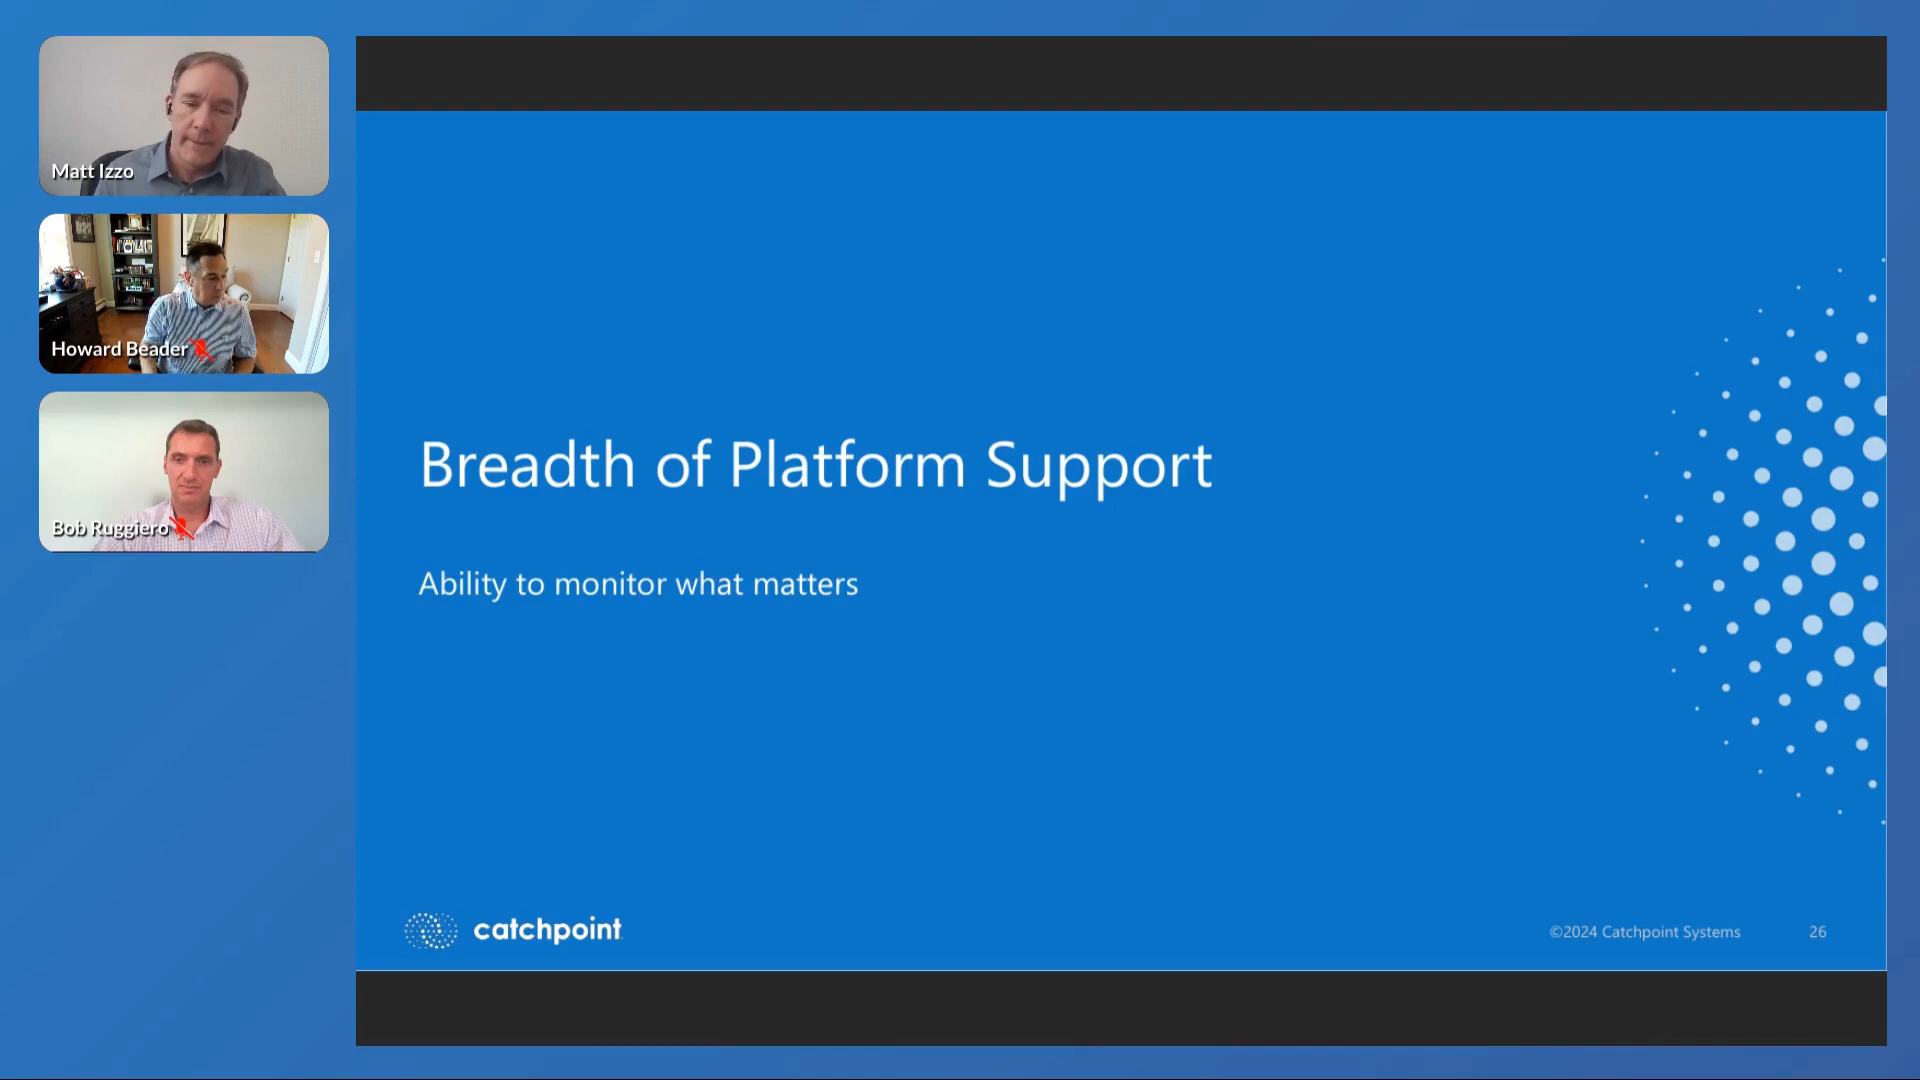 Matt Izzo
Howard Beader
Bob Ruggiero
Breadth of Platform Support
Ability to monitor what matters
catchpoint
©2024 Catchpoint Systems
26